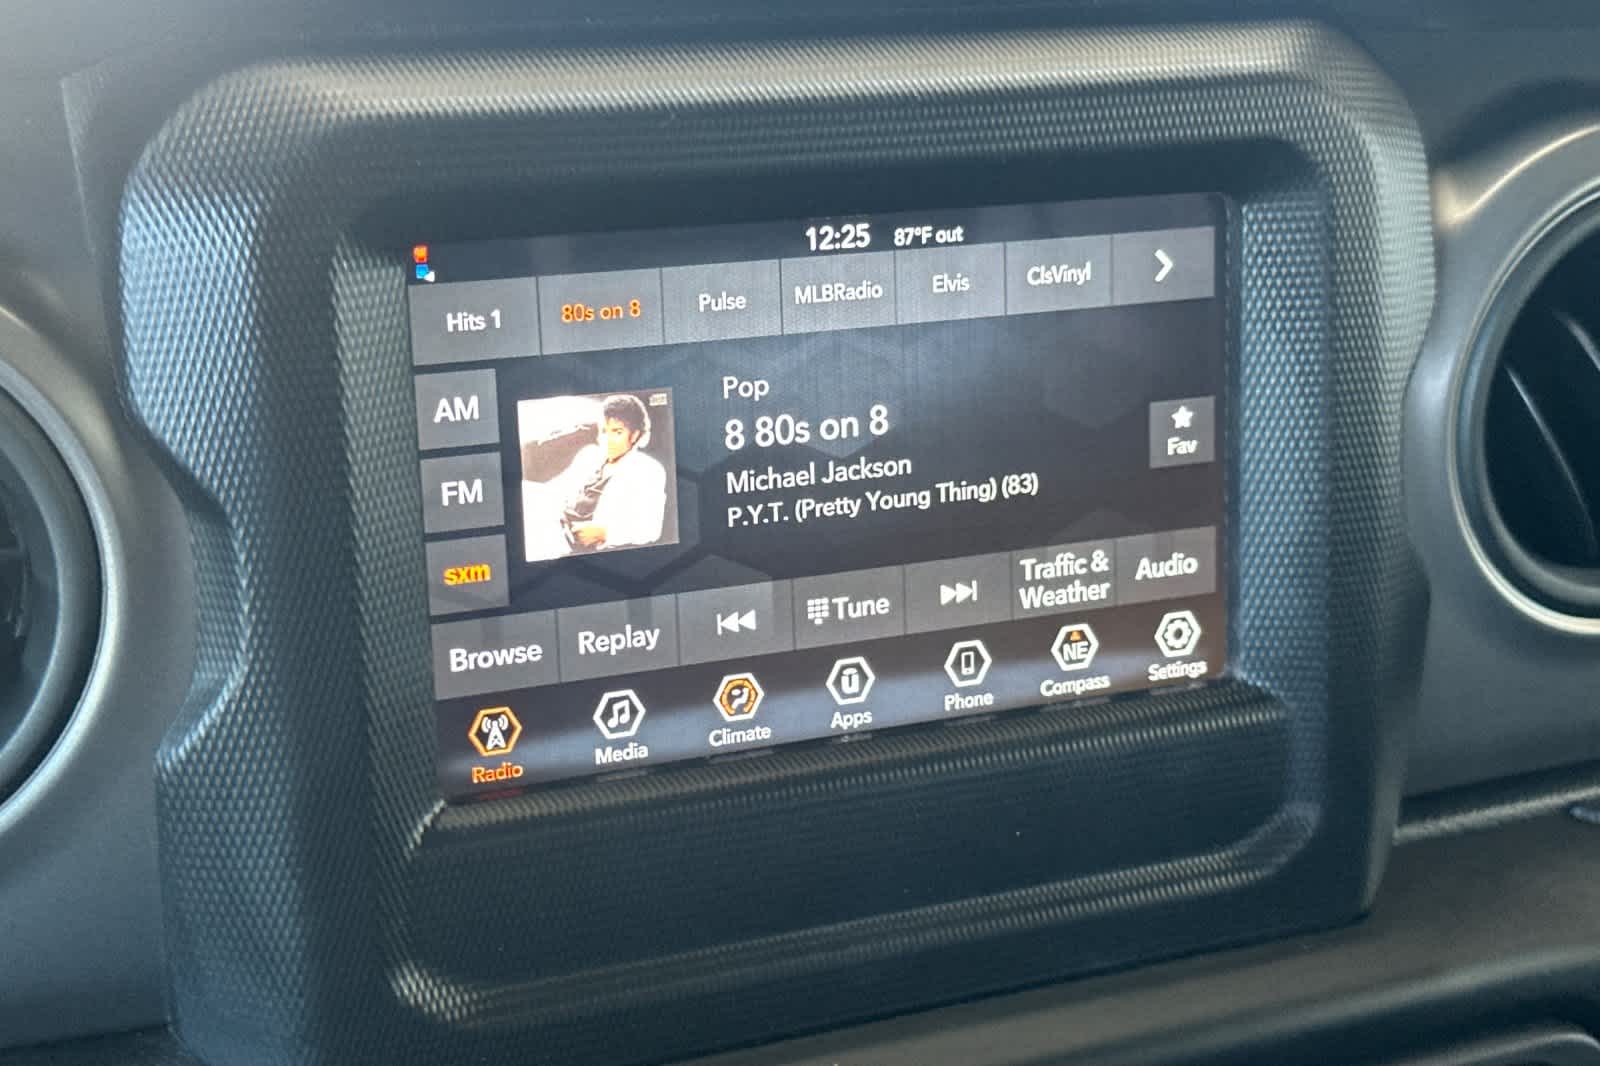 12:25 87°F out
Hits 1
80s on 8
Pulse
MLBRadio
Elvis
ClsVinyl
AM
FM
sxm
Pop
8 80s on 8
Michael Jackson
P.Y.T. (Pretty Young Thing) (83)
Fav
Browse
Replay
Tune
Traffic &
Weather
Audio
Radio
Media
Climate
Apps
Phone
NE
Compass
Settings